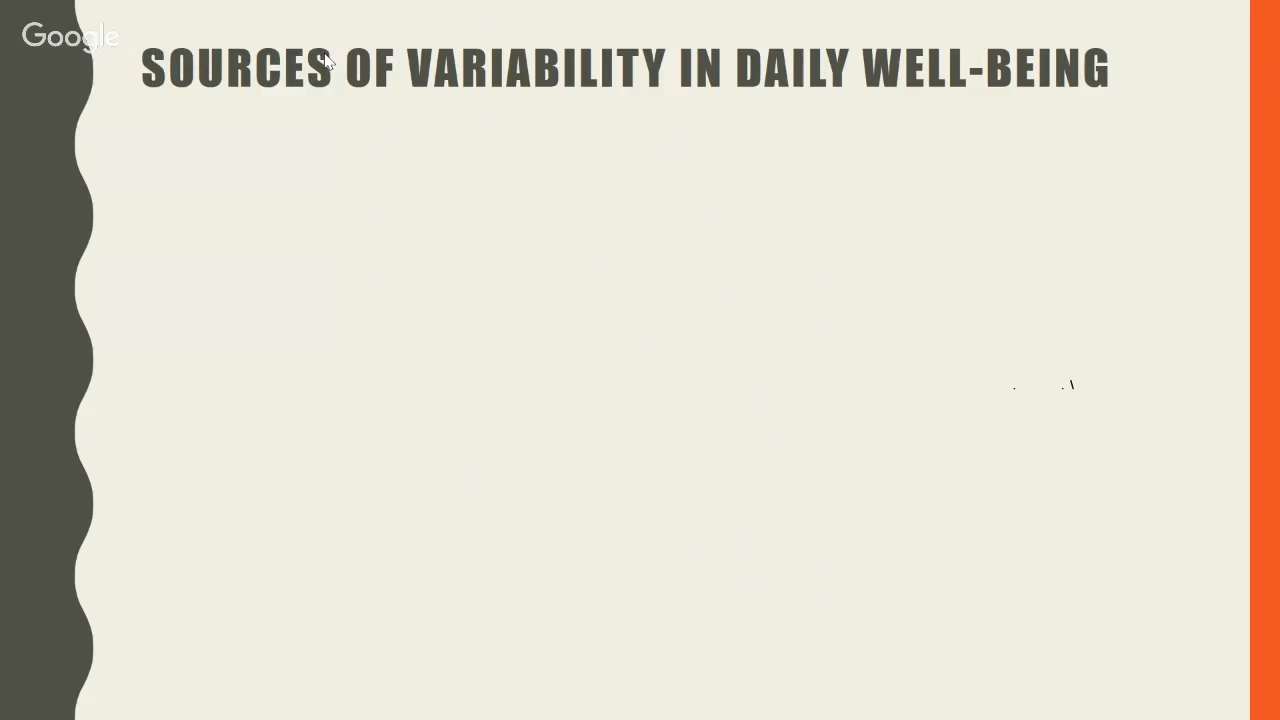 Google
SOURCES OF VARIABILITY IN DAILY WELL-BEING
. . \